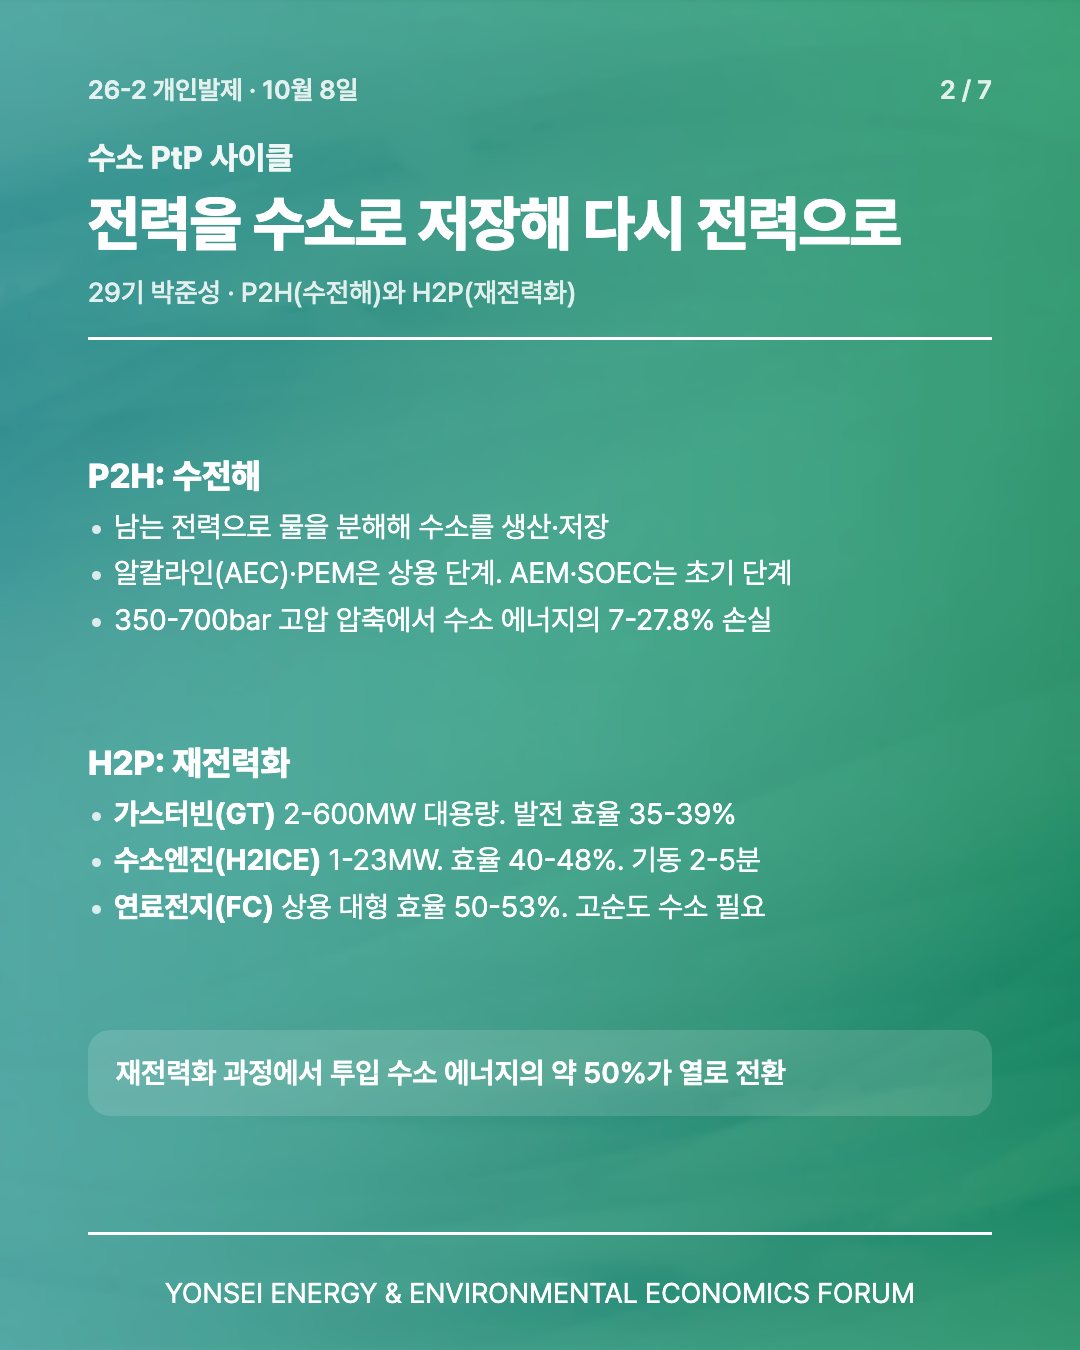 26-2 개인발제 · 10월 8일
2 / 7
수소 PtP 사이클
전력을 수소로 저장해 다시 전력으로
29기 박준성 · P2H(수전해)와 H2P(재전력화)
P2H: 수전해
• 남는 전력으로 물을 분해해 수소를 생산·저장
• 알칼라인(AEC)·PEM은 상용 단계. AEM·SOEC는 초기 단계
• 350-700bar 고압 압축에서 수소 에너지의 7-27.8% 손실
H2P: 재전력화
• 가스터빈(GT) 2-600MW 대용량. 발전 효율 35-39%
• 수소엔진(H2ICE) 1-23MW. 효율 40-48%. 기동 2-5분
• 연료전지(FC) 상용 대형 효율 50-53%. 고순도 수소 필요
재전력화 과정에서 투입 수소 에너지의 약 50%가 열로 전환
YONSEI ENERGY & ENVIRONMENTAL ECONOMICS FORUM